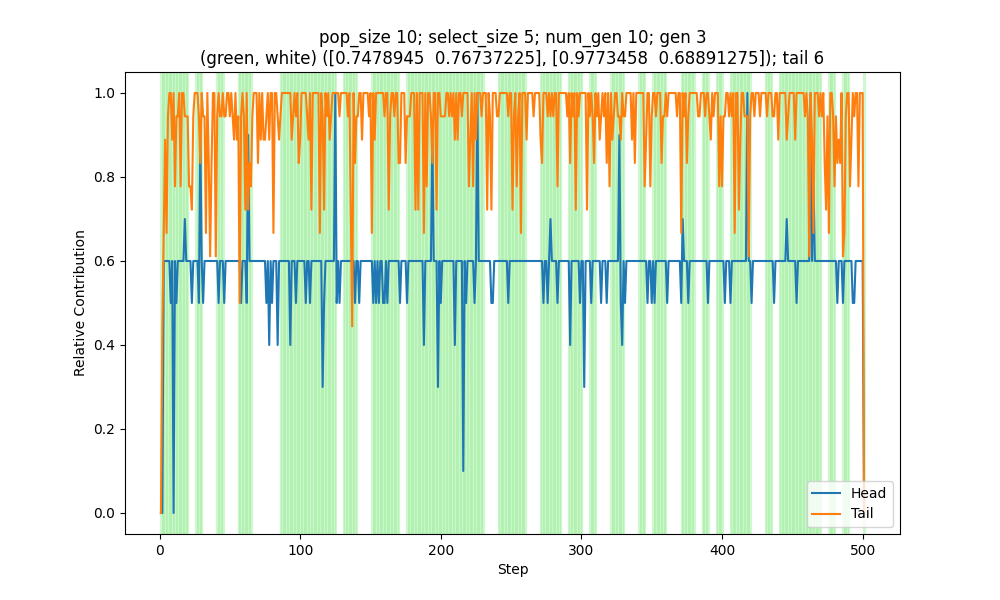 pop_size 10; select_size 5; num_gen 10; gen 3
(green, white) ([0.7478945  0.76737225], [0.9773458  0.68891275]); tail 6
1.0
0.8
0.6
0.4
0.2
0.0
Relative Contribution
0
100
200
300
400
500
Step
Head
Tail